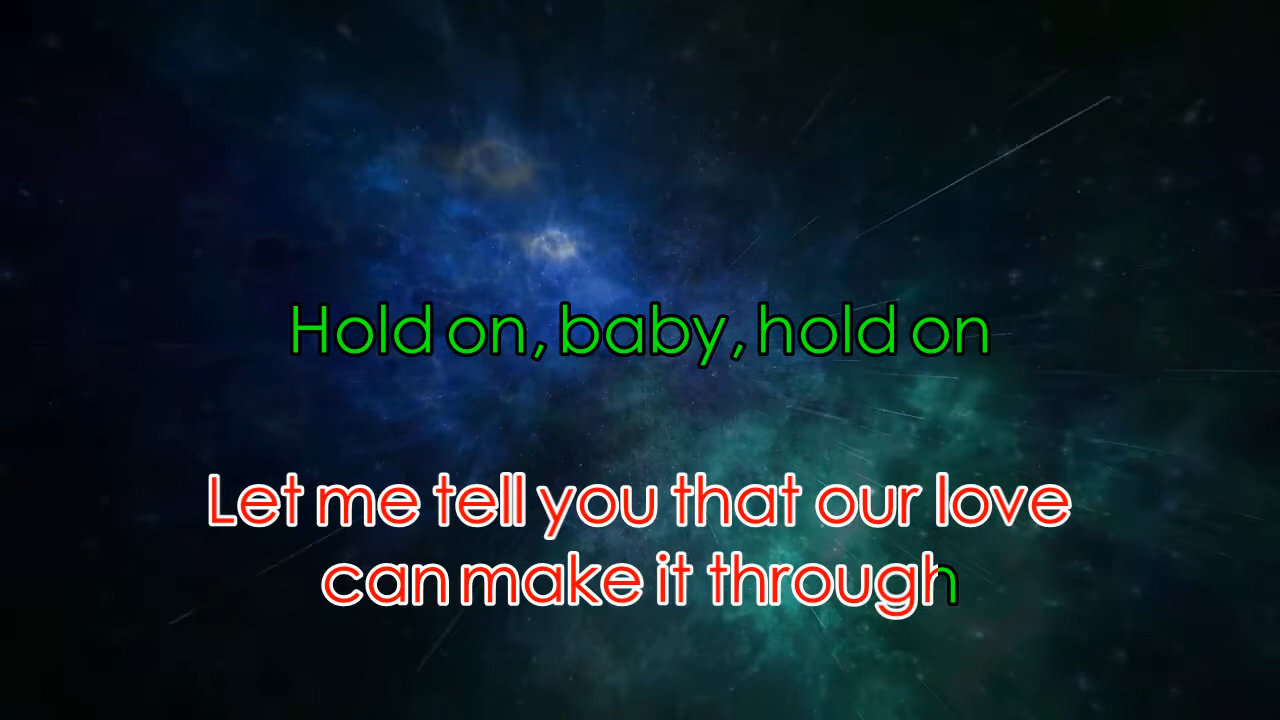 Hold on, baby, hold on
Let me tell you that our love
can make it through